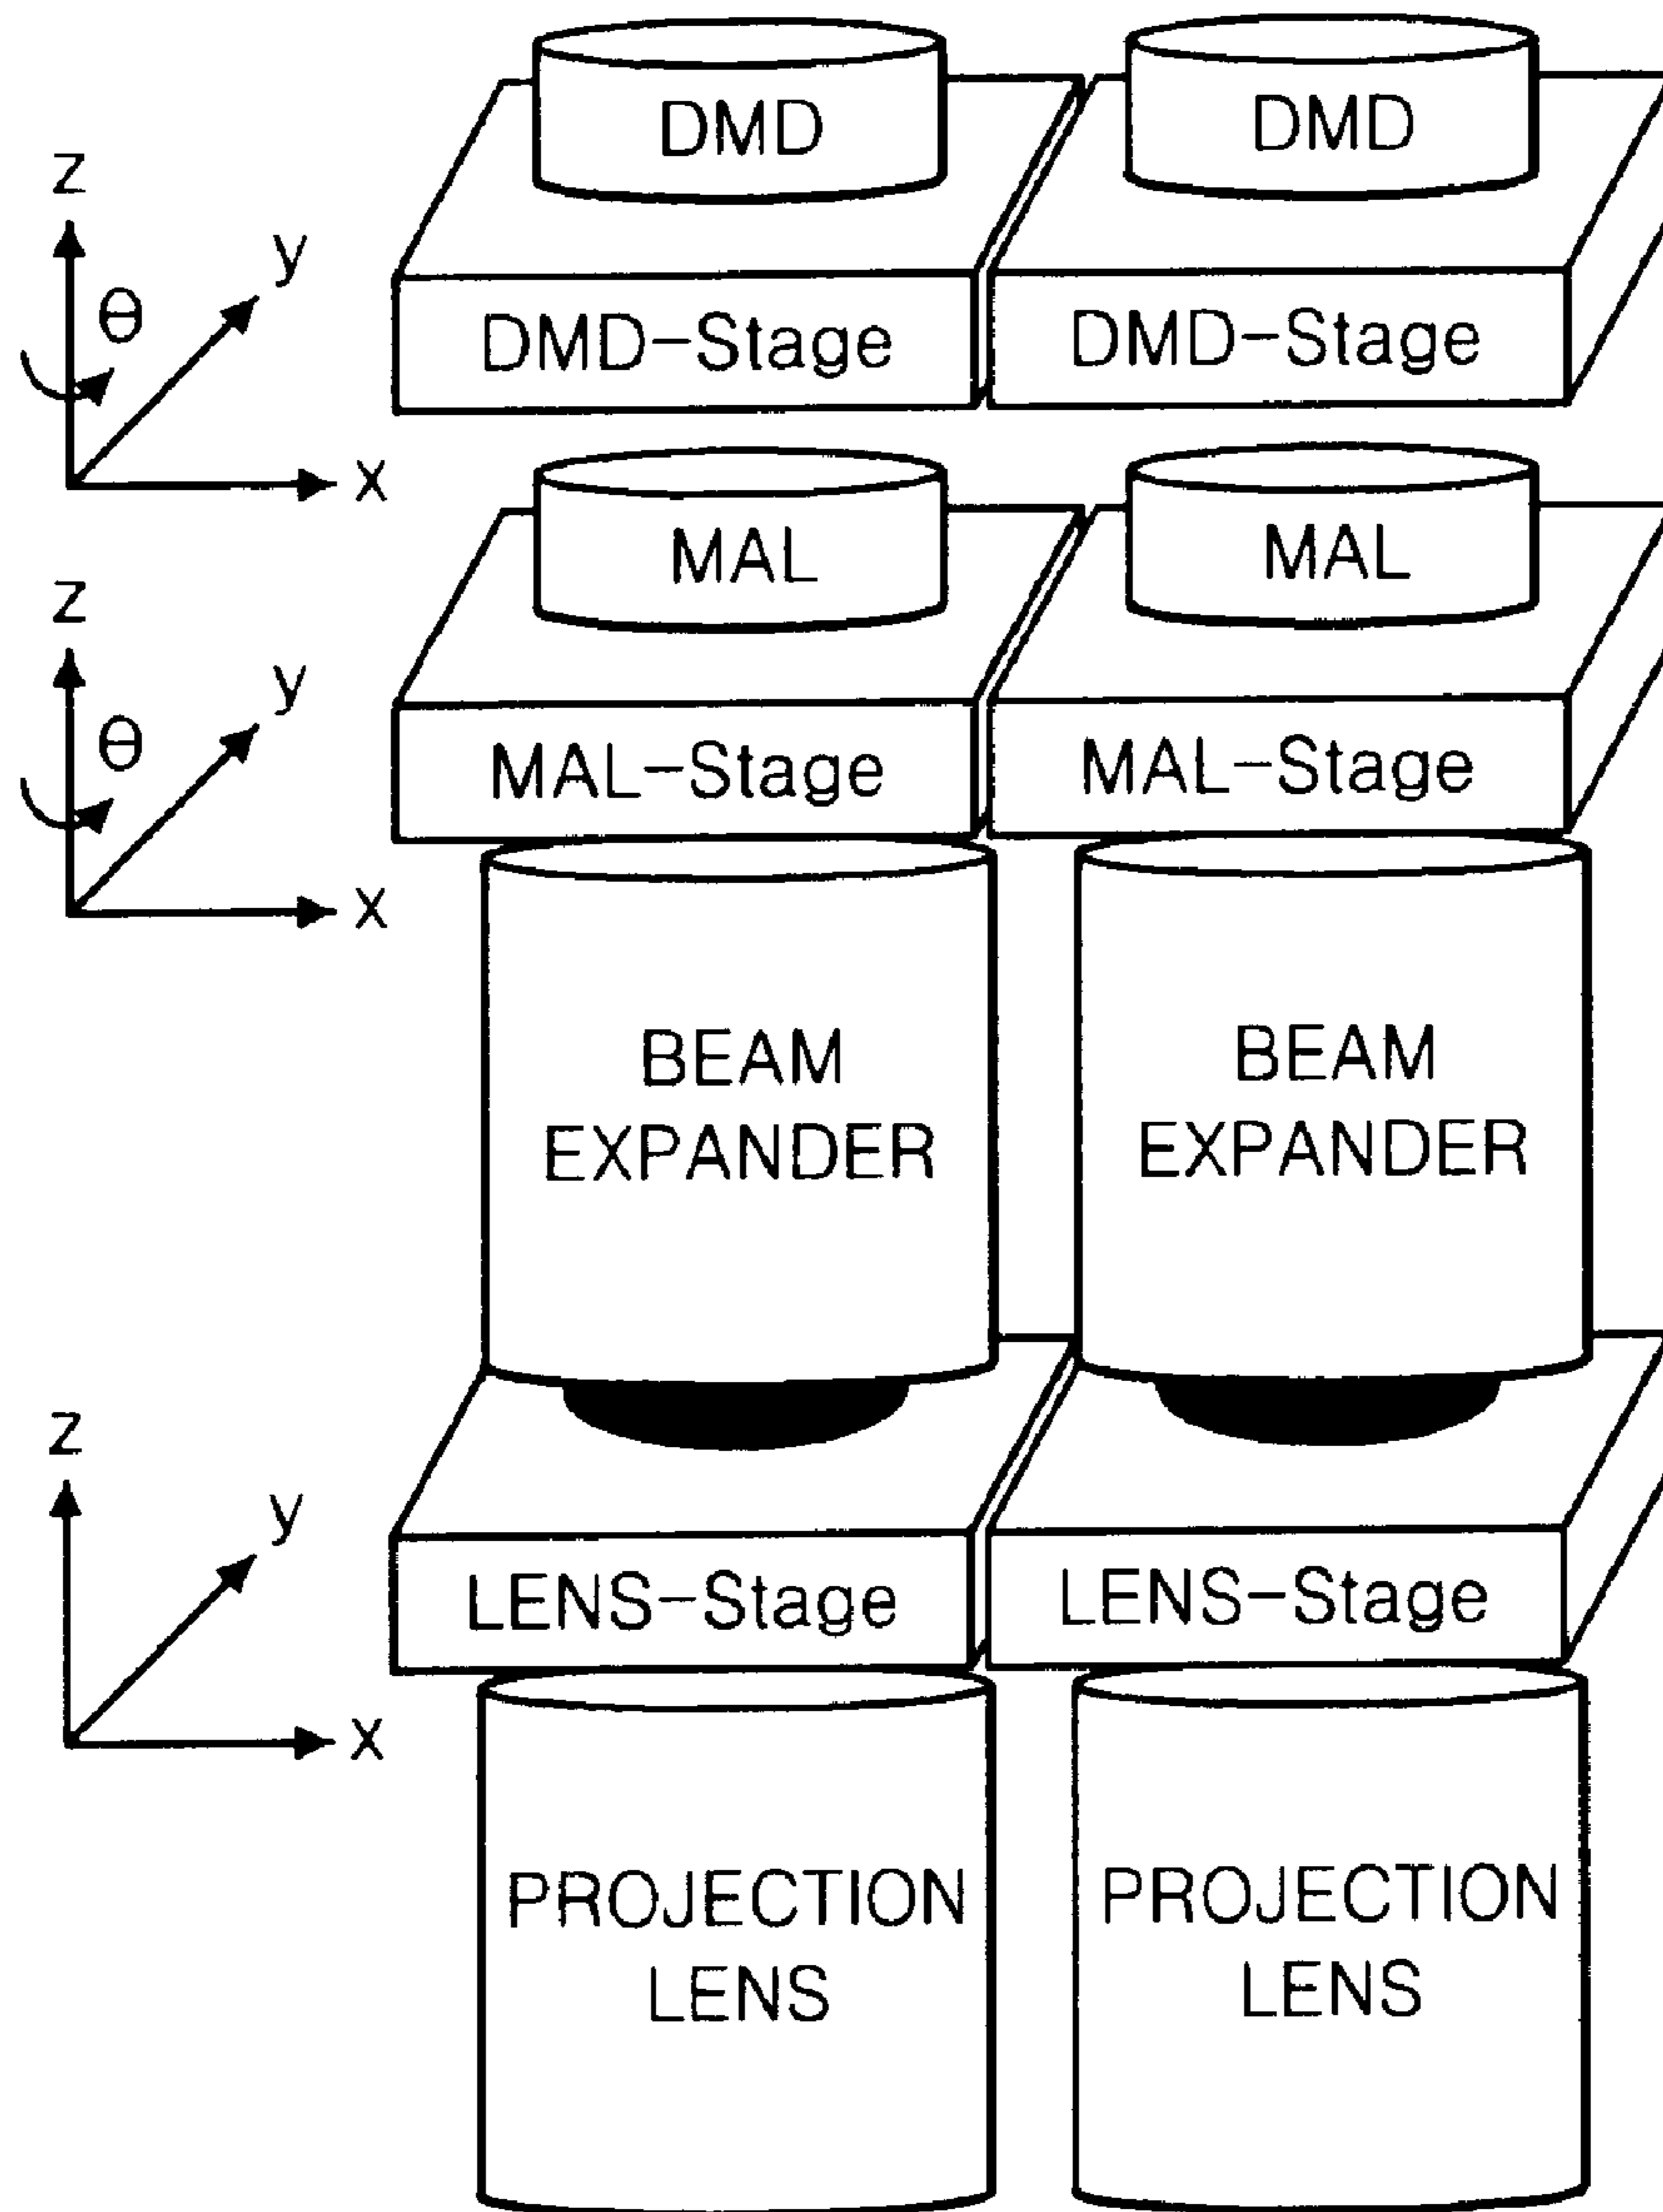 DMD DMD
z
y
θ
DMD-Stage DMD-Stage
x
MAL MAL
z
y
θ
MAL-Stage MAL-Stage
x
BEAM BEAM
EXPANDER EXPANDER
z
y
LENS-Stage LENS-Stage
x
PROJECTION PROJECTION
LENS LENS